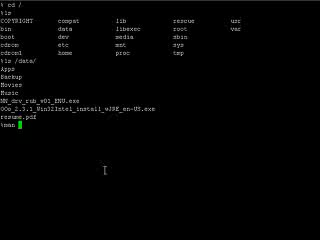 % cd /
%ls
COPYRIGHT compat lib rescue usr
bin data libexec root var
boot dev media sbin
cdrom etc mnt sys
cdrom1 home proc tmp
%ls /data/
Apps
Backup
Movies
Music
NW_drv_rub_w01_ENU.exe
OOo_2.3.1_Win32Intel_install_wJRE_en-US.exe
resume.pdf
%man